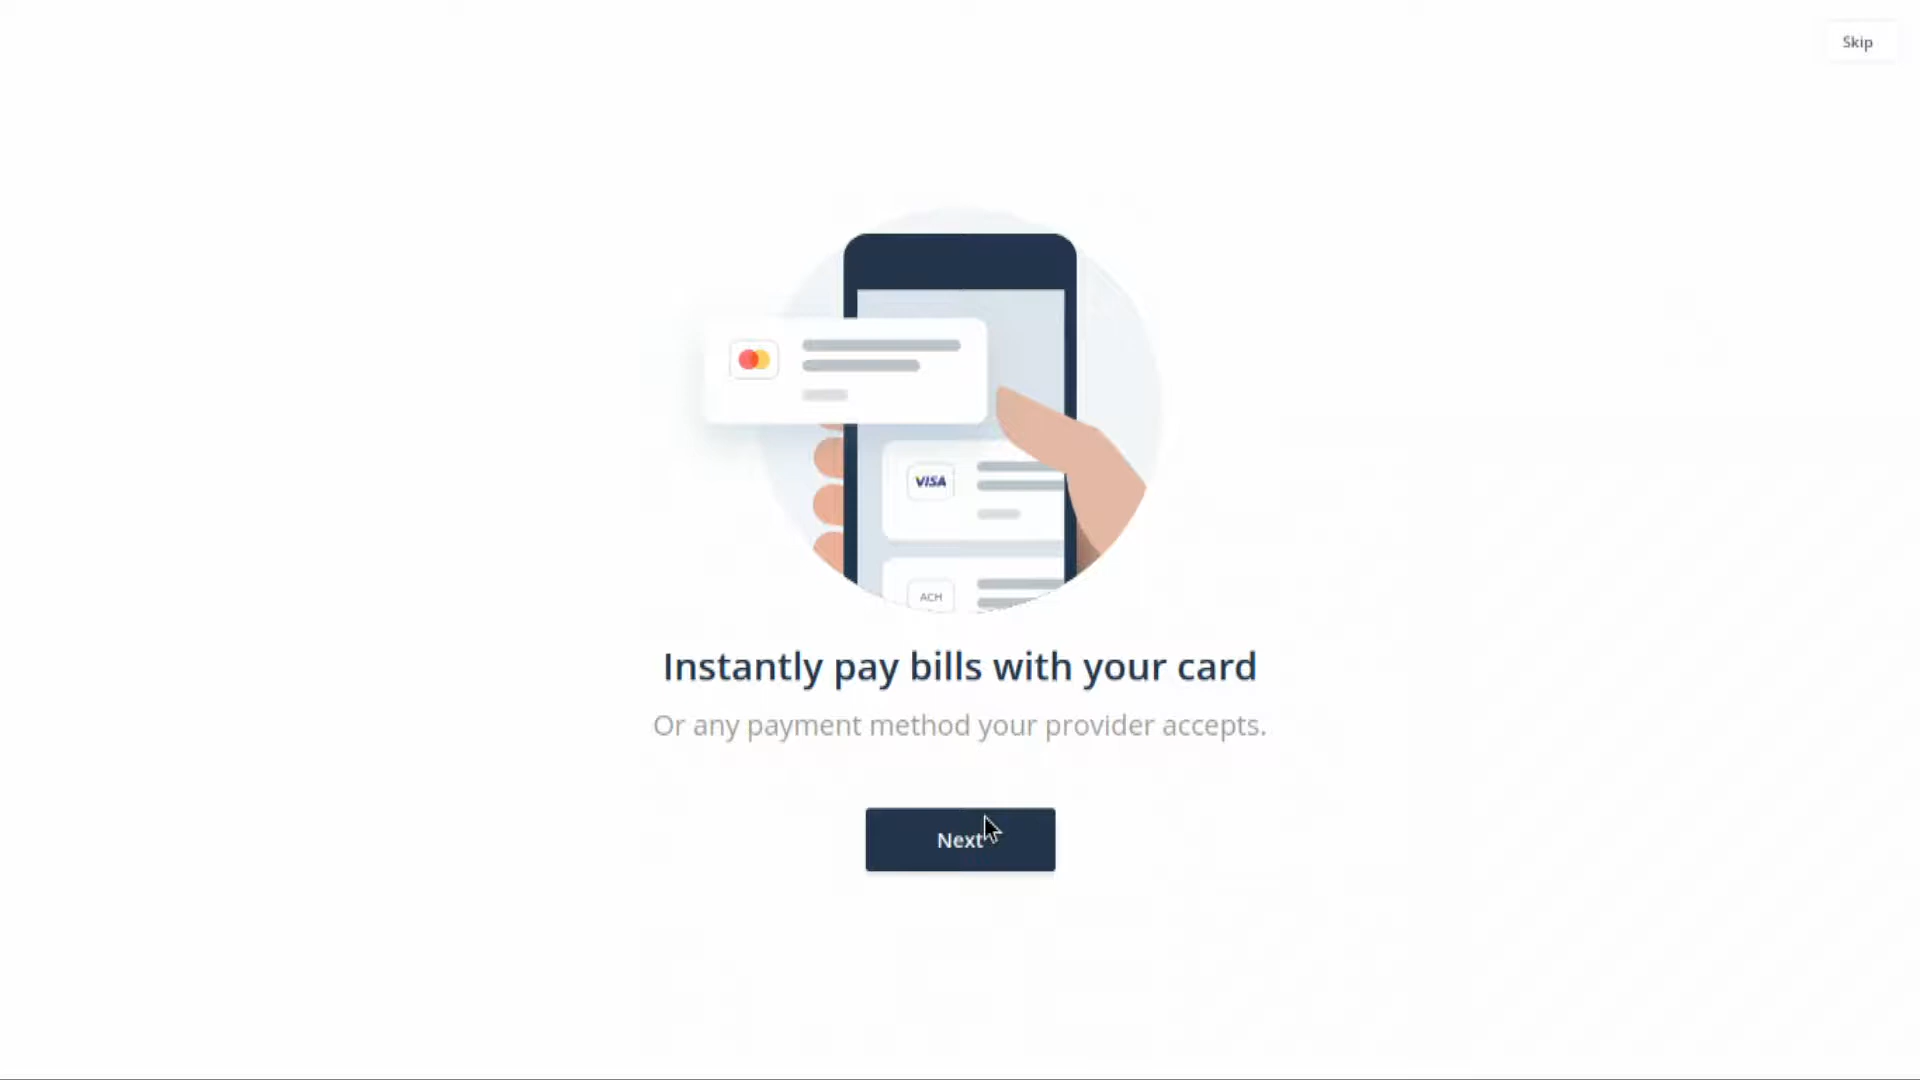 Skip
VISA
ACH
Instantly pay bills with your card
Or any payment method your provider accepts.
Next